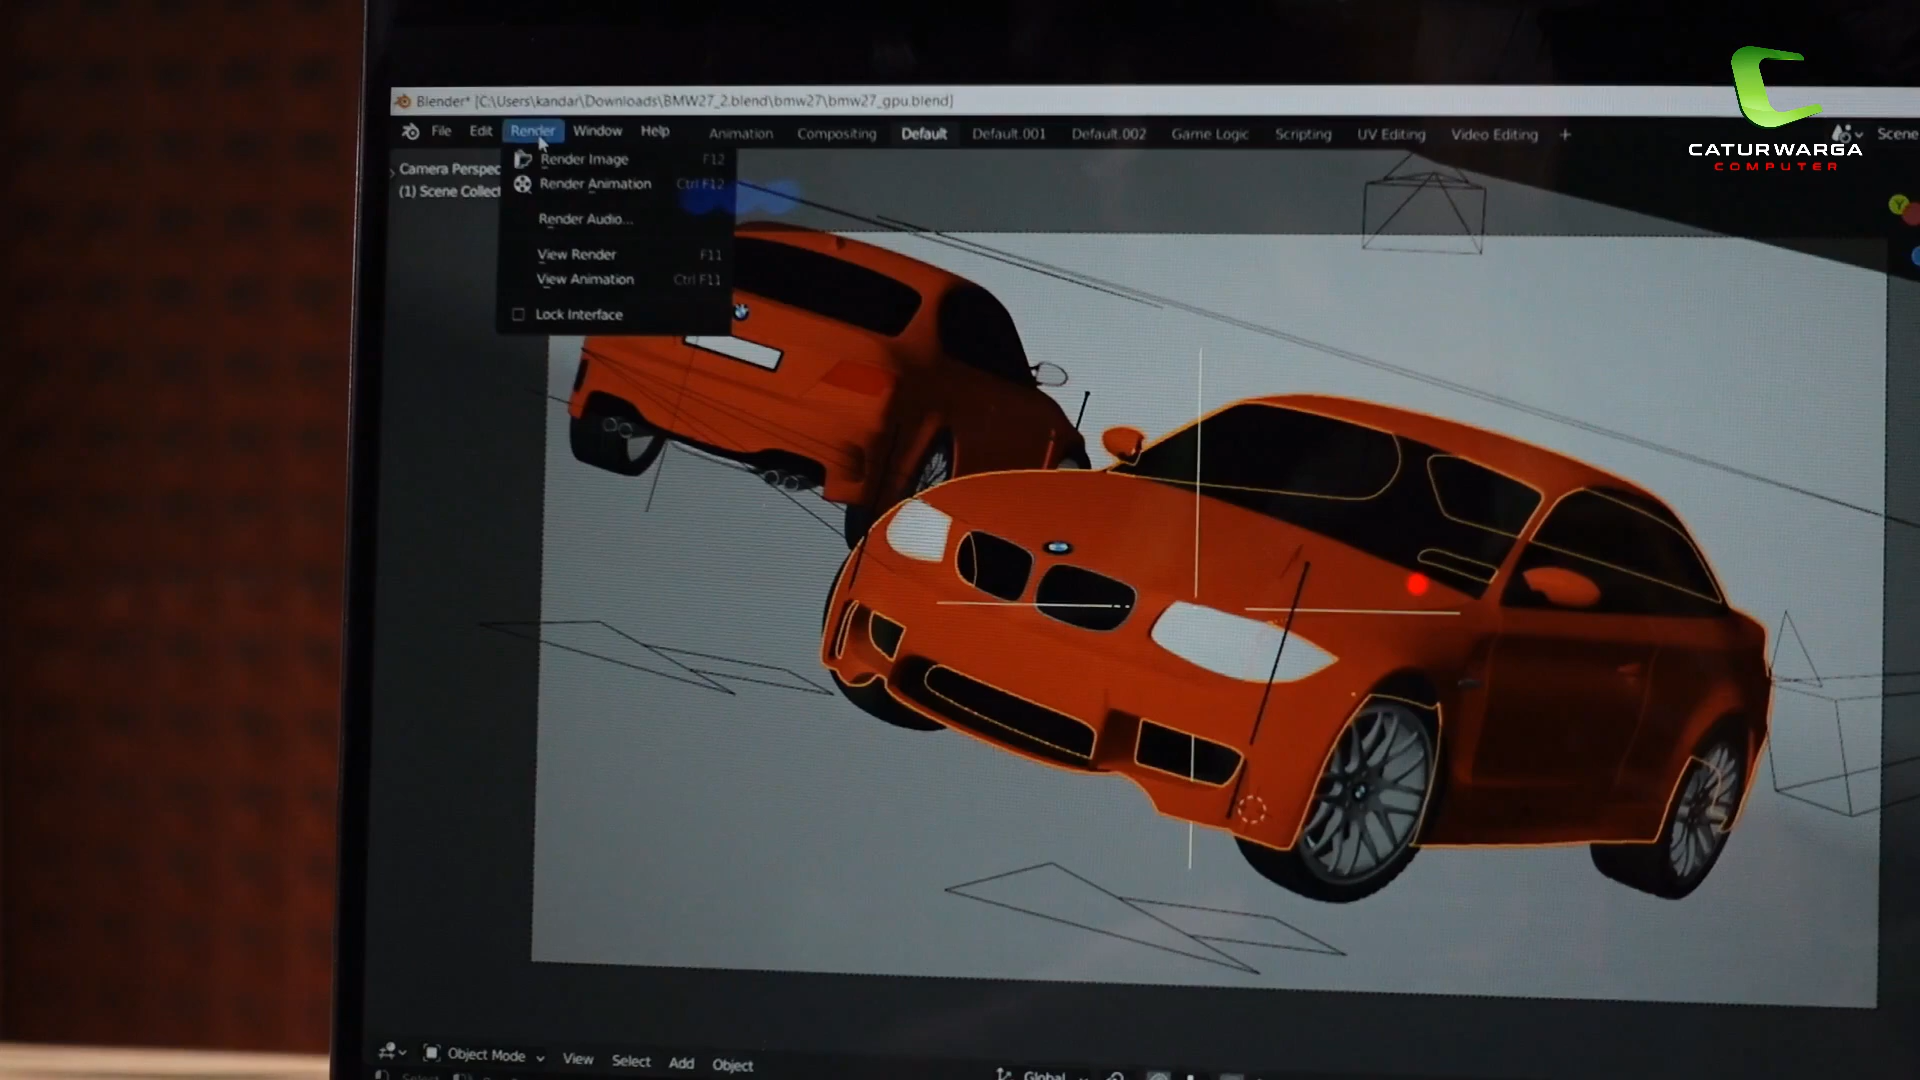 Blender* [C:\Users\kandar\Downloads\BMW27_2.blend\bmw27\bmw27_gpu.blend]
File Edit Render Window Help Animation Compositing Default Default.001 Default.002 Game Logic Scripting UV Editing Video Editing + Scene
CATURWARGA
COMPUTER
Camera Perspec
(1) Scene Collect
Render Image F12
Render Animation Ctrl F12
Render Audio...
View Render F11
View Animation Ctrl F11
Lock Interface
Y
Object Mode View Select Add Object
Global